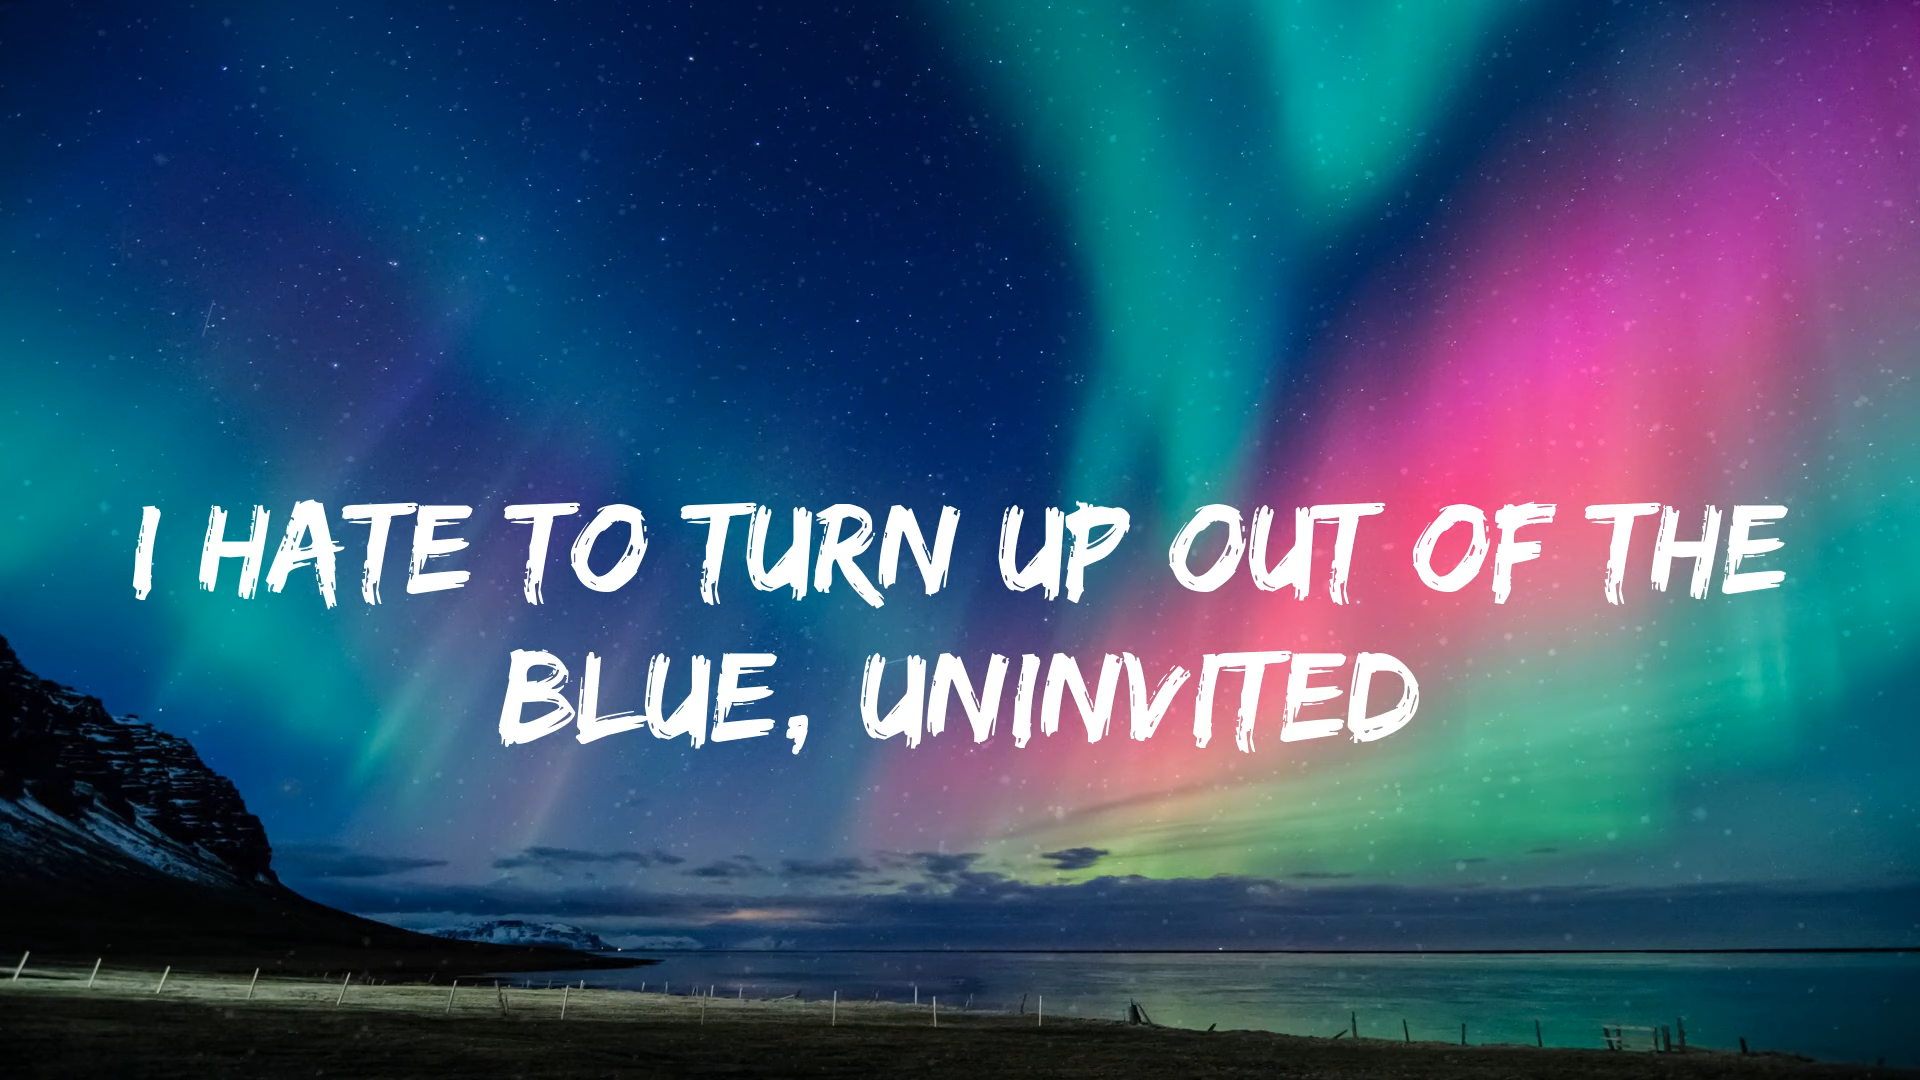 I HATE TO TURN UP OUT OF THE
BLUE, UNINVITED